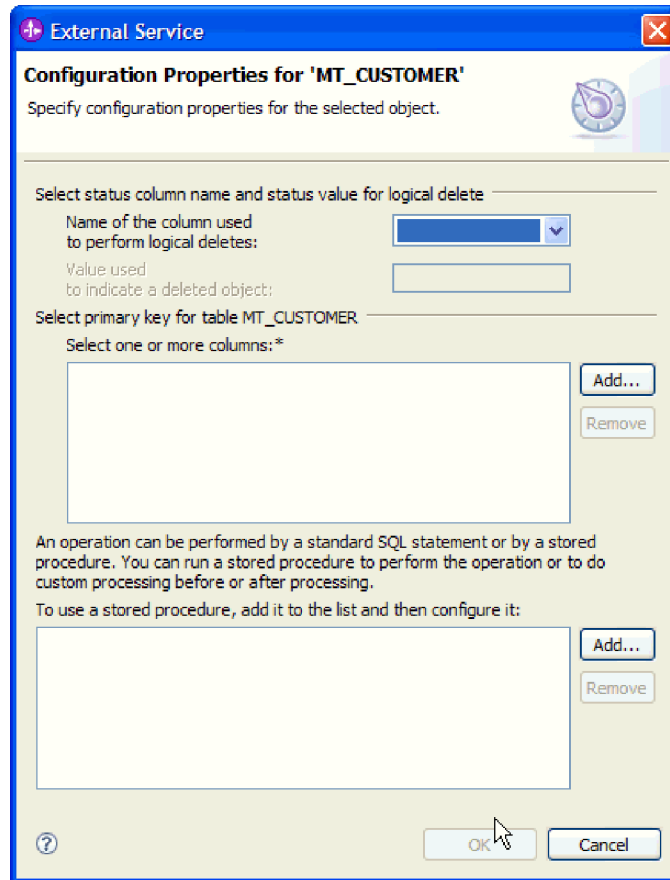 External Service
Configuration Properties for 'MT_CUSTOMER'
Specify configuration properties for the selected object.
Select status column name and status value for logical delete
Name of the column used
to perform logical deletes:
Value used
to indicate a deleted object:
Select primary key for table MT_CUSTOMER
Select one or more columns:*
Add...
Remove
An operation can be performed by a standard SQL statement or by a stored
procedure. You can run a stored procedure to perform the operation or to do
custom processing before or after processing.
To use a stored procedure, add it to the list and then configure it:
Add...
Remove
?
OK
Cancel